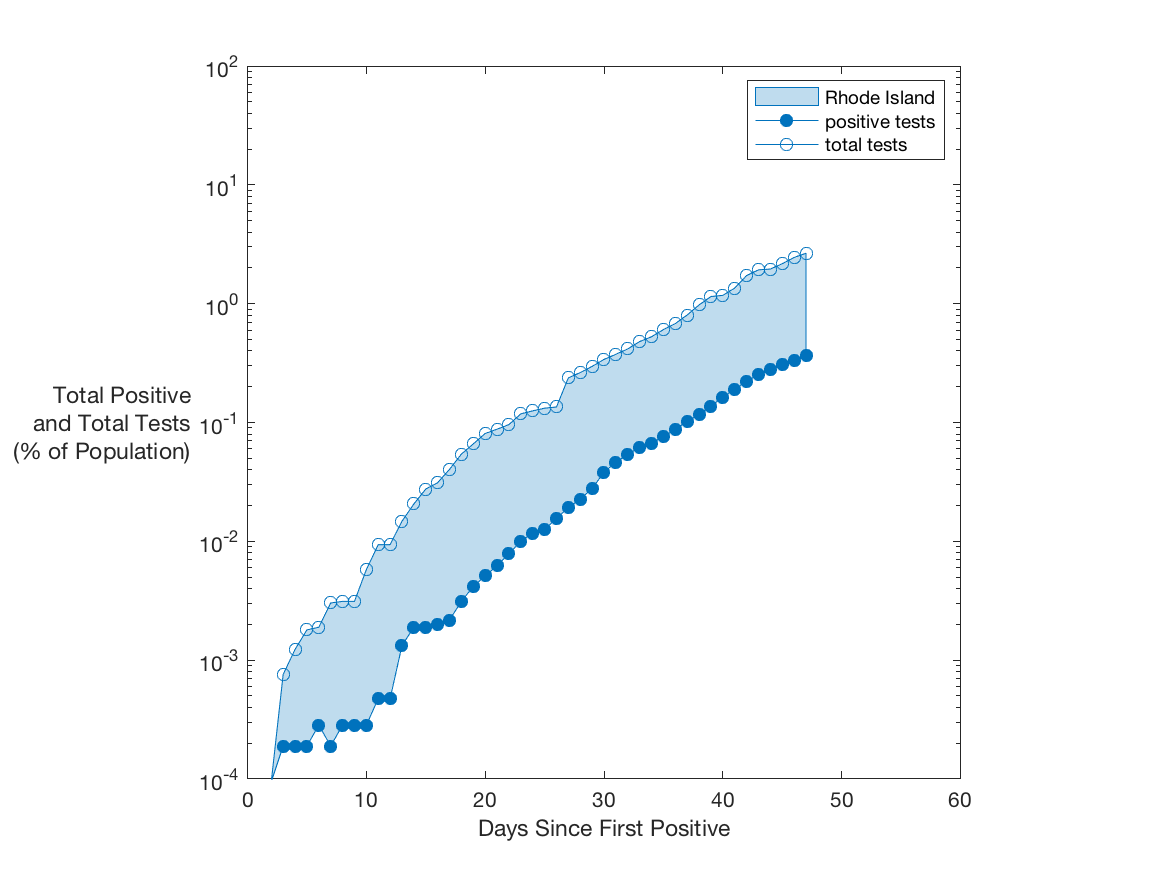 10^2
10^1
10^0
10^-1
10^-2
10^-3
10^-4
Total Positive
and Total Tests
(% of Population)
Rhode Island
positive tests
total tests
0 10 20 30 40 50 60
Days Since First Positive